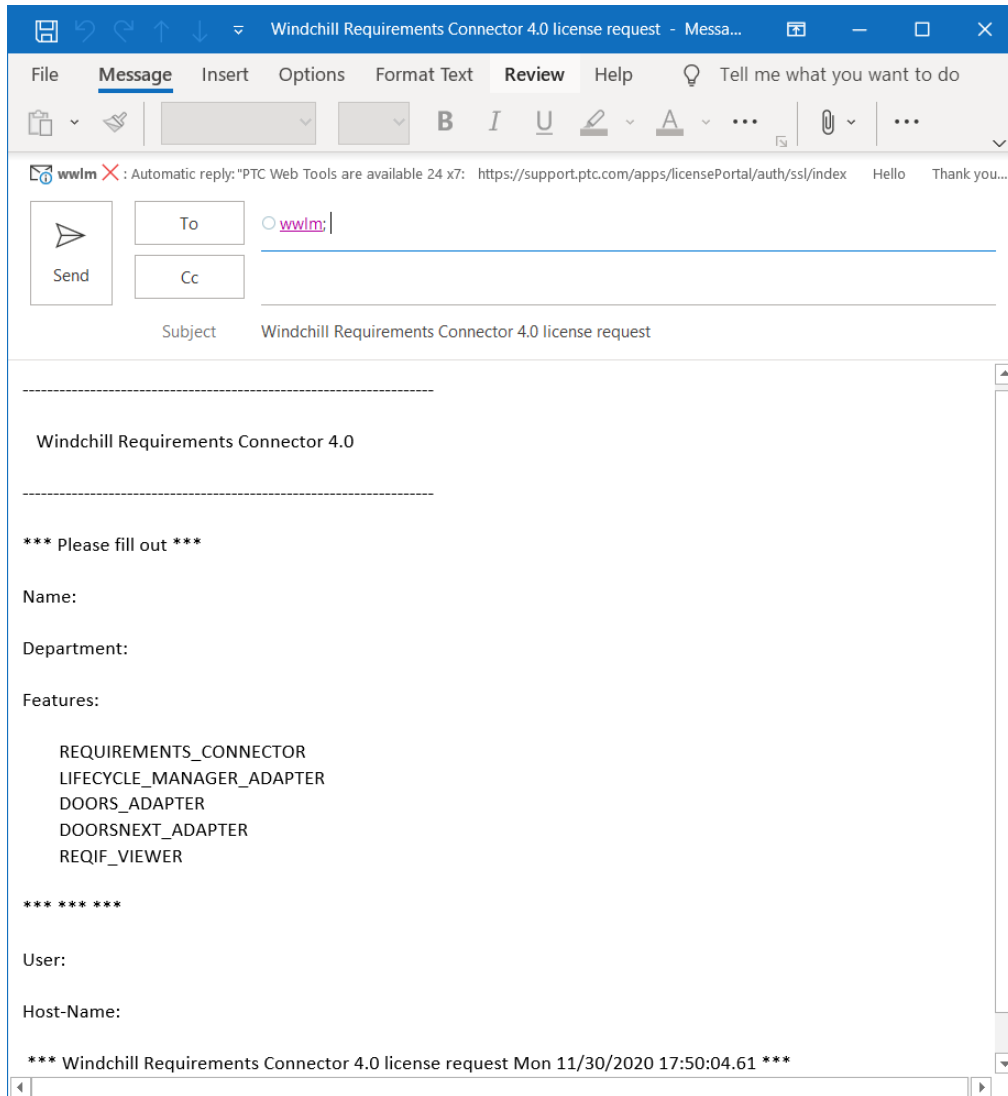 Windchill Requirements Connector 4.0 license request - Messa...
File Message Insert Options Format Text Review Help Tell me what you want to do
B I U A ... ...
wwlm : Automatic reply: "PTC Web Tools are available 24 x7: https://support.ptc.com/apps/licensePortal/auth/ssl/index Hello Thank you...
To wwlm;
Send
Cc
Subject Windchill Requirements Connector 4.0 license request
--------------------------------------------------------------------
Windchill Requirements Connector 4.0
--------------------------------------------------------------------
*** Please fill out ***
Name:
Department:
Features:
REQUIREMENTS_CONNECTOR
LIFECYCLE_MANAGER_ADAPTER
DOORS_ADAPTER
DOORSNEXT_ADAPTER
REQIF_VIEWER
*** *** ***
User:
Host-Name:
*** Windchill Requirements Connector 4.0 license request Mon 11/30/2020 17:50:04.61 ***